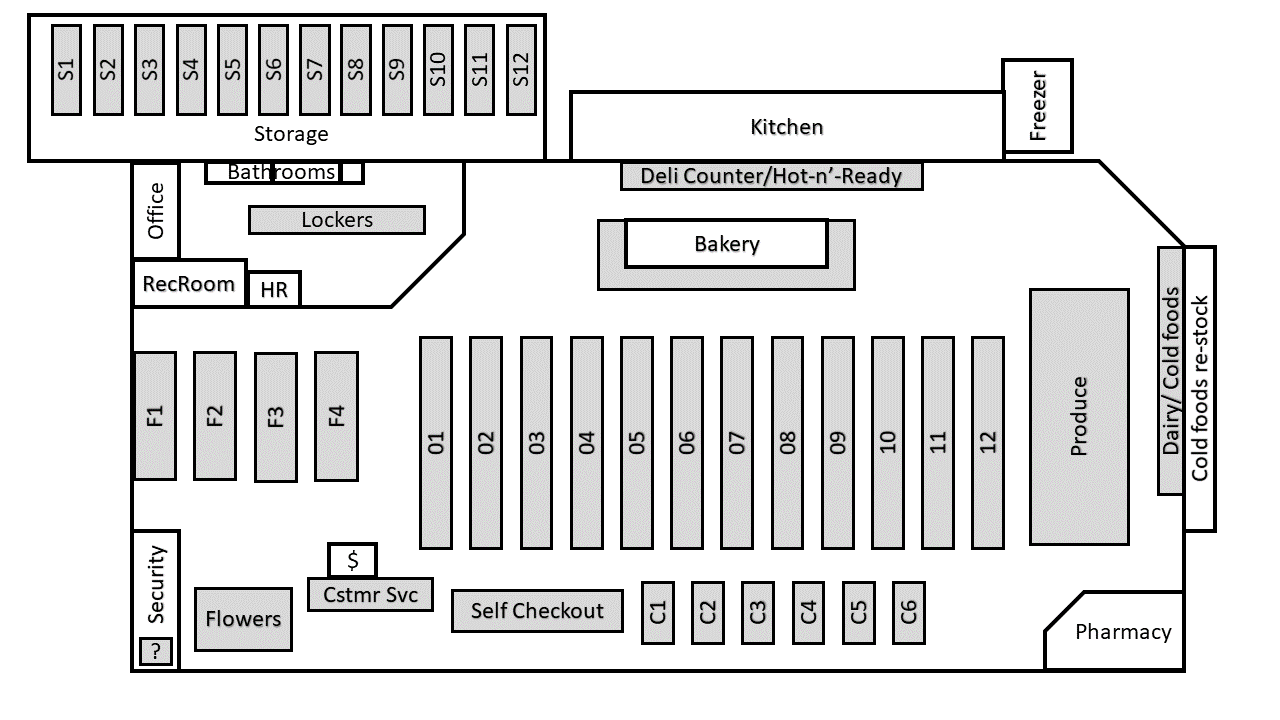 S1
S2
S3
S4
S5
S6
S7
S8
S9
S10
S11
S12
Storage
Freezer
Kitchen
Bathrooms
Deli Counter/Hot-n’-Ready
Office
Lockers
Bakery
RecRoom
HR
Dairy/ Cold foods
Cold foods re-stock
F1
F2
F3
F4
01
02
03
04
05
06
07
08
09
10
11
12
Produce
Security
$
Cstmr Svc
Flowers
Self Checkout
C1
C2
C3
C4
C5
C6
Pharmacy
?